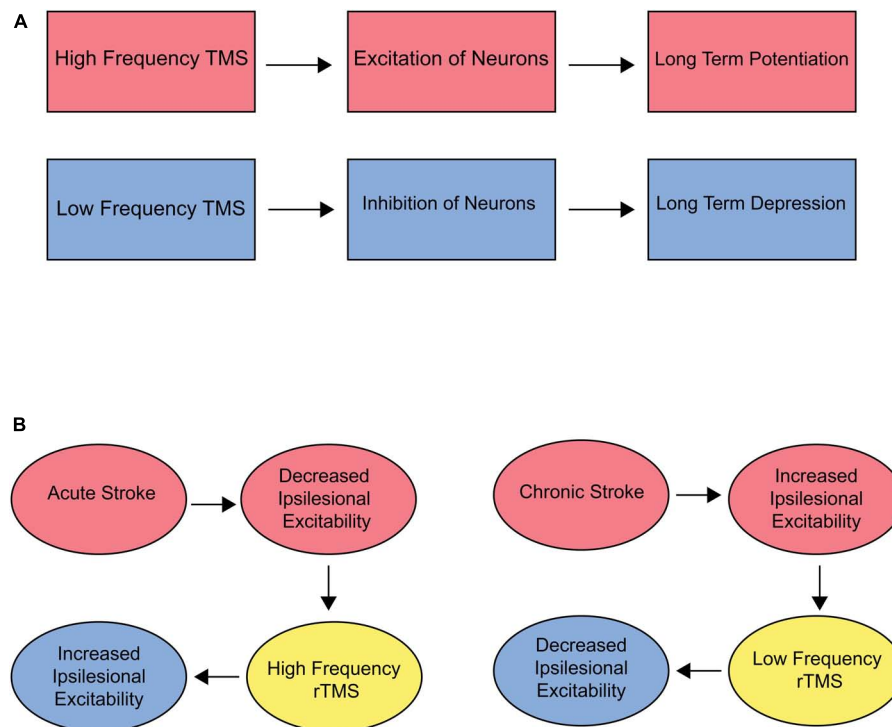 A
High Frequency TMS
Excitation of Neurons
Long Term Potentiation
Low Frequency TMS
Inhibition of Neurons
Long Term Depression
B
Acute Stroke
Decreased
Ipsilesional
Excitability
Increased
Ipsilesional
Excitability
High Frequency
rTMS
Chronic Stroke
Increased
Ipsilesional
Excitability
Decreased
Ipsilesional
Excitability
Low Frequency
rTMS